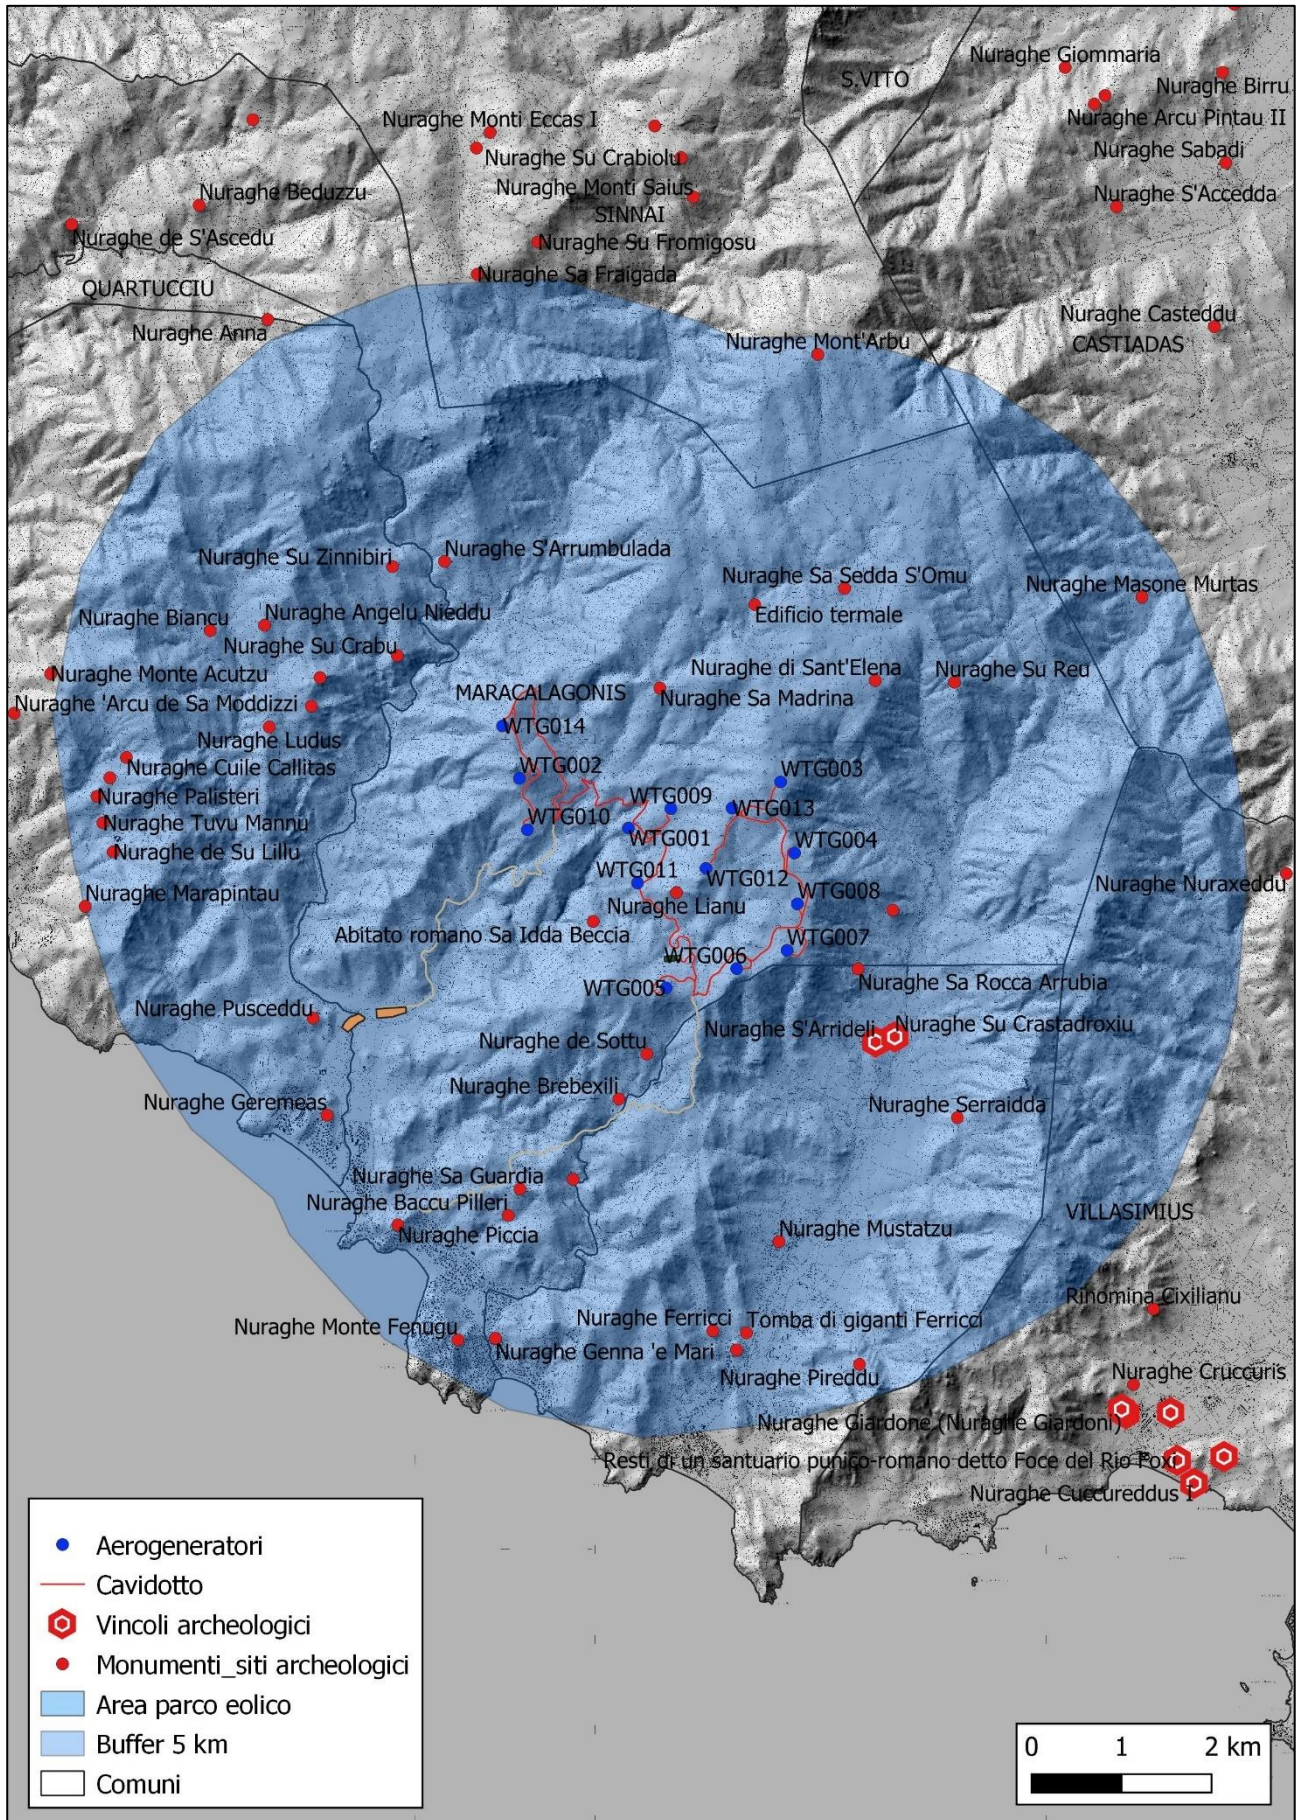 Nuraghe Giommaria
S.VITO
Nuraghe Birru
Nuraghe Arcu Pintau II
Nuraghe Monti Eccas I
Nuraghe Su Crabiolu
Nuraghe Sabadi
Nuraghe Monti Saius
Nuraghe S'Accedda
Nuraghe Beduzzu
SINNAI
Nuraghe de S'Ascedu
Nuraghe Su Fromigosu
Nuraghe Sa Fraigada
QUARTUCCIU
Nuraghe Casteddu
Nuraghe Anna
Nuraghe Mont'Arbu
CASTIADAS
Nuraghe S'Arrumbulada
Nuraghe Su Zinnibiri
Nuraghe Sa Sedda S'Omu
Nuraghe Masone Murtas
Nuraghe Biancu
Nuraghe Angelu Nieddu
Edificio termale
Nuraghe Su Crabu
Nuraghe Monte Acutzu
Nuraghe di Sant'Elena
Nuraghe Su Reu
MARACALAGONIS
Nuraghe Sa Madrina
Nuraghe 'Arcu de Sa Moddizzi
WTG014
Nuraghe Ludus
WTG002
WTG003
Nuraghe Cuile Callitas
Nuraghe Palisteri
WTG009
WTG013
Nuraghe Tuvu Mannu
WTG010
WTG001
WTG004
Nuraghe de Su Lillu
WTG011
WTG012
Nuraghe Nuraxeddu
Nuraghe Marapintau
WTG008
Nuraghe Lianu
Abitato romano Sa Idda Beccia
WTG007
WTG006
Nuraghe Sa Rocca Arrubia
WTG005
Nuraghe Pusceddu
Nuraghe S'Arrideli
Nuraghe Su Crastadroxiu
Nuraghe de Sottu
Nuraghe Brebexili
Nuraghe Geremeas
Nuraghe Serraidda
Nuraghe Sa Guardia
Nuraghe Baccu Pilleri
VILLASIMIUS
Nuraghe Piccia
Nuraghe Mustatzu
Rihomina Cixilianu
Nuraghe Monte Fenugu
Nuraghe Ferricci
Tomba di giganti Ferricci
Nuraghe Genna 'e Mari
Nuraghe Pireddu
Nuraghe Cruccuris
Nuraghe Giardone (Nuraghe Giardoni)
Resti di un santuario punico-romano detto Foce del Rio Foxi
Nuraghe Cuccureddus I
Aerogeneratori
Cavidotto
Vincoli archeologici
Monumenti_siti archeologici
Area parco eolico
Buffer 5 km
Comuni
0 1 2 km